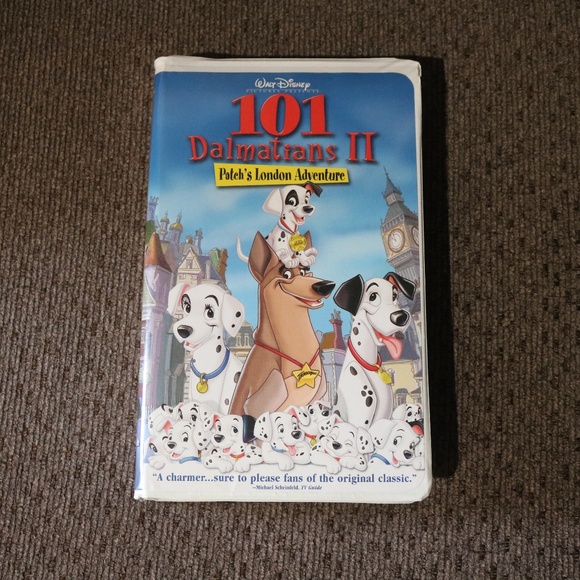 Walt Disney
PICTURES PRESENTS
101
Dalmatians II
Patch's London Adventure
"A charmer...sure to please fans of the original classic."
—Michael Scheinfeld, TV Guide